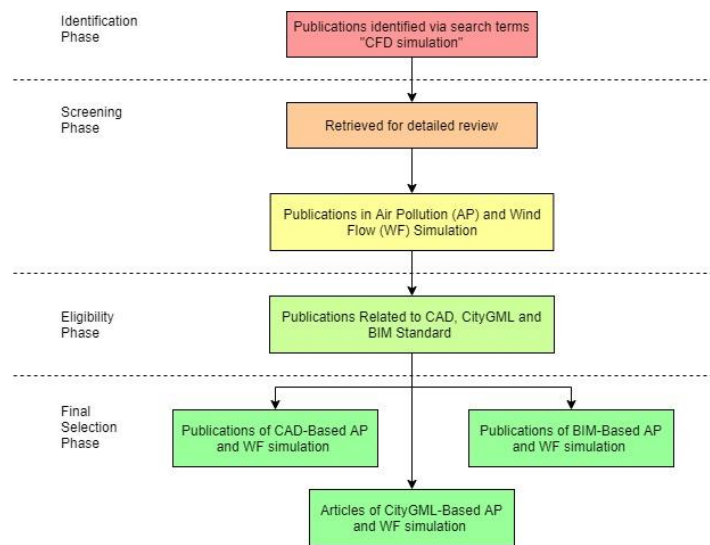 Identification
Phase
Publications identified via search terms
"CFD simulation"
Screening
Phase
Retrieved for detailed review
Publications in Air Pollution (AP) and Wind
Flow (WF) Simulation
Eligibility
Phase
Publications Related to CAD, CityGML and
BIM Standard
Final
Selection
Phase
Publications of CAD-Based AP
and WF simulation
Publications of BIM-Based AP
and WF simulation
Articles of CityGML-Based AP
and WF simulation